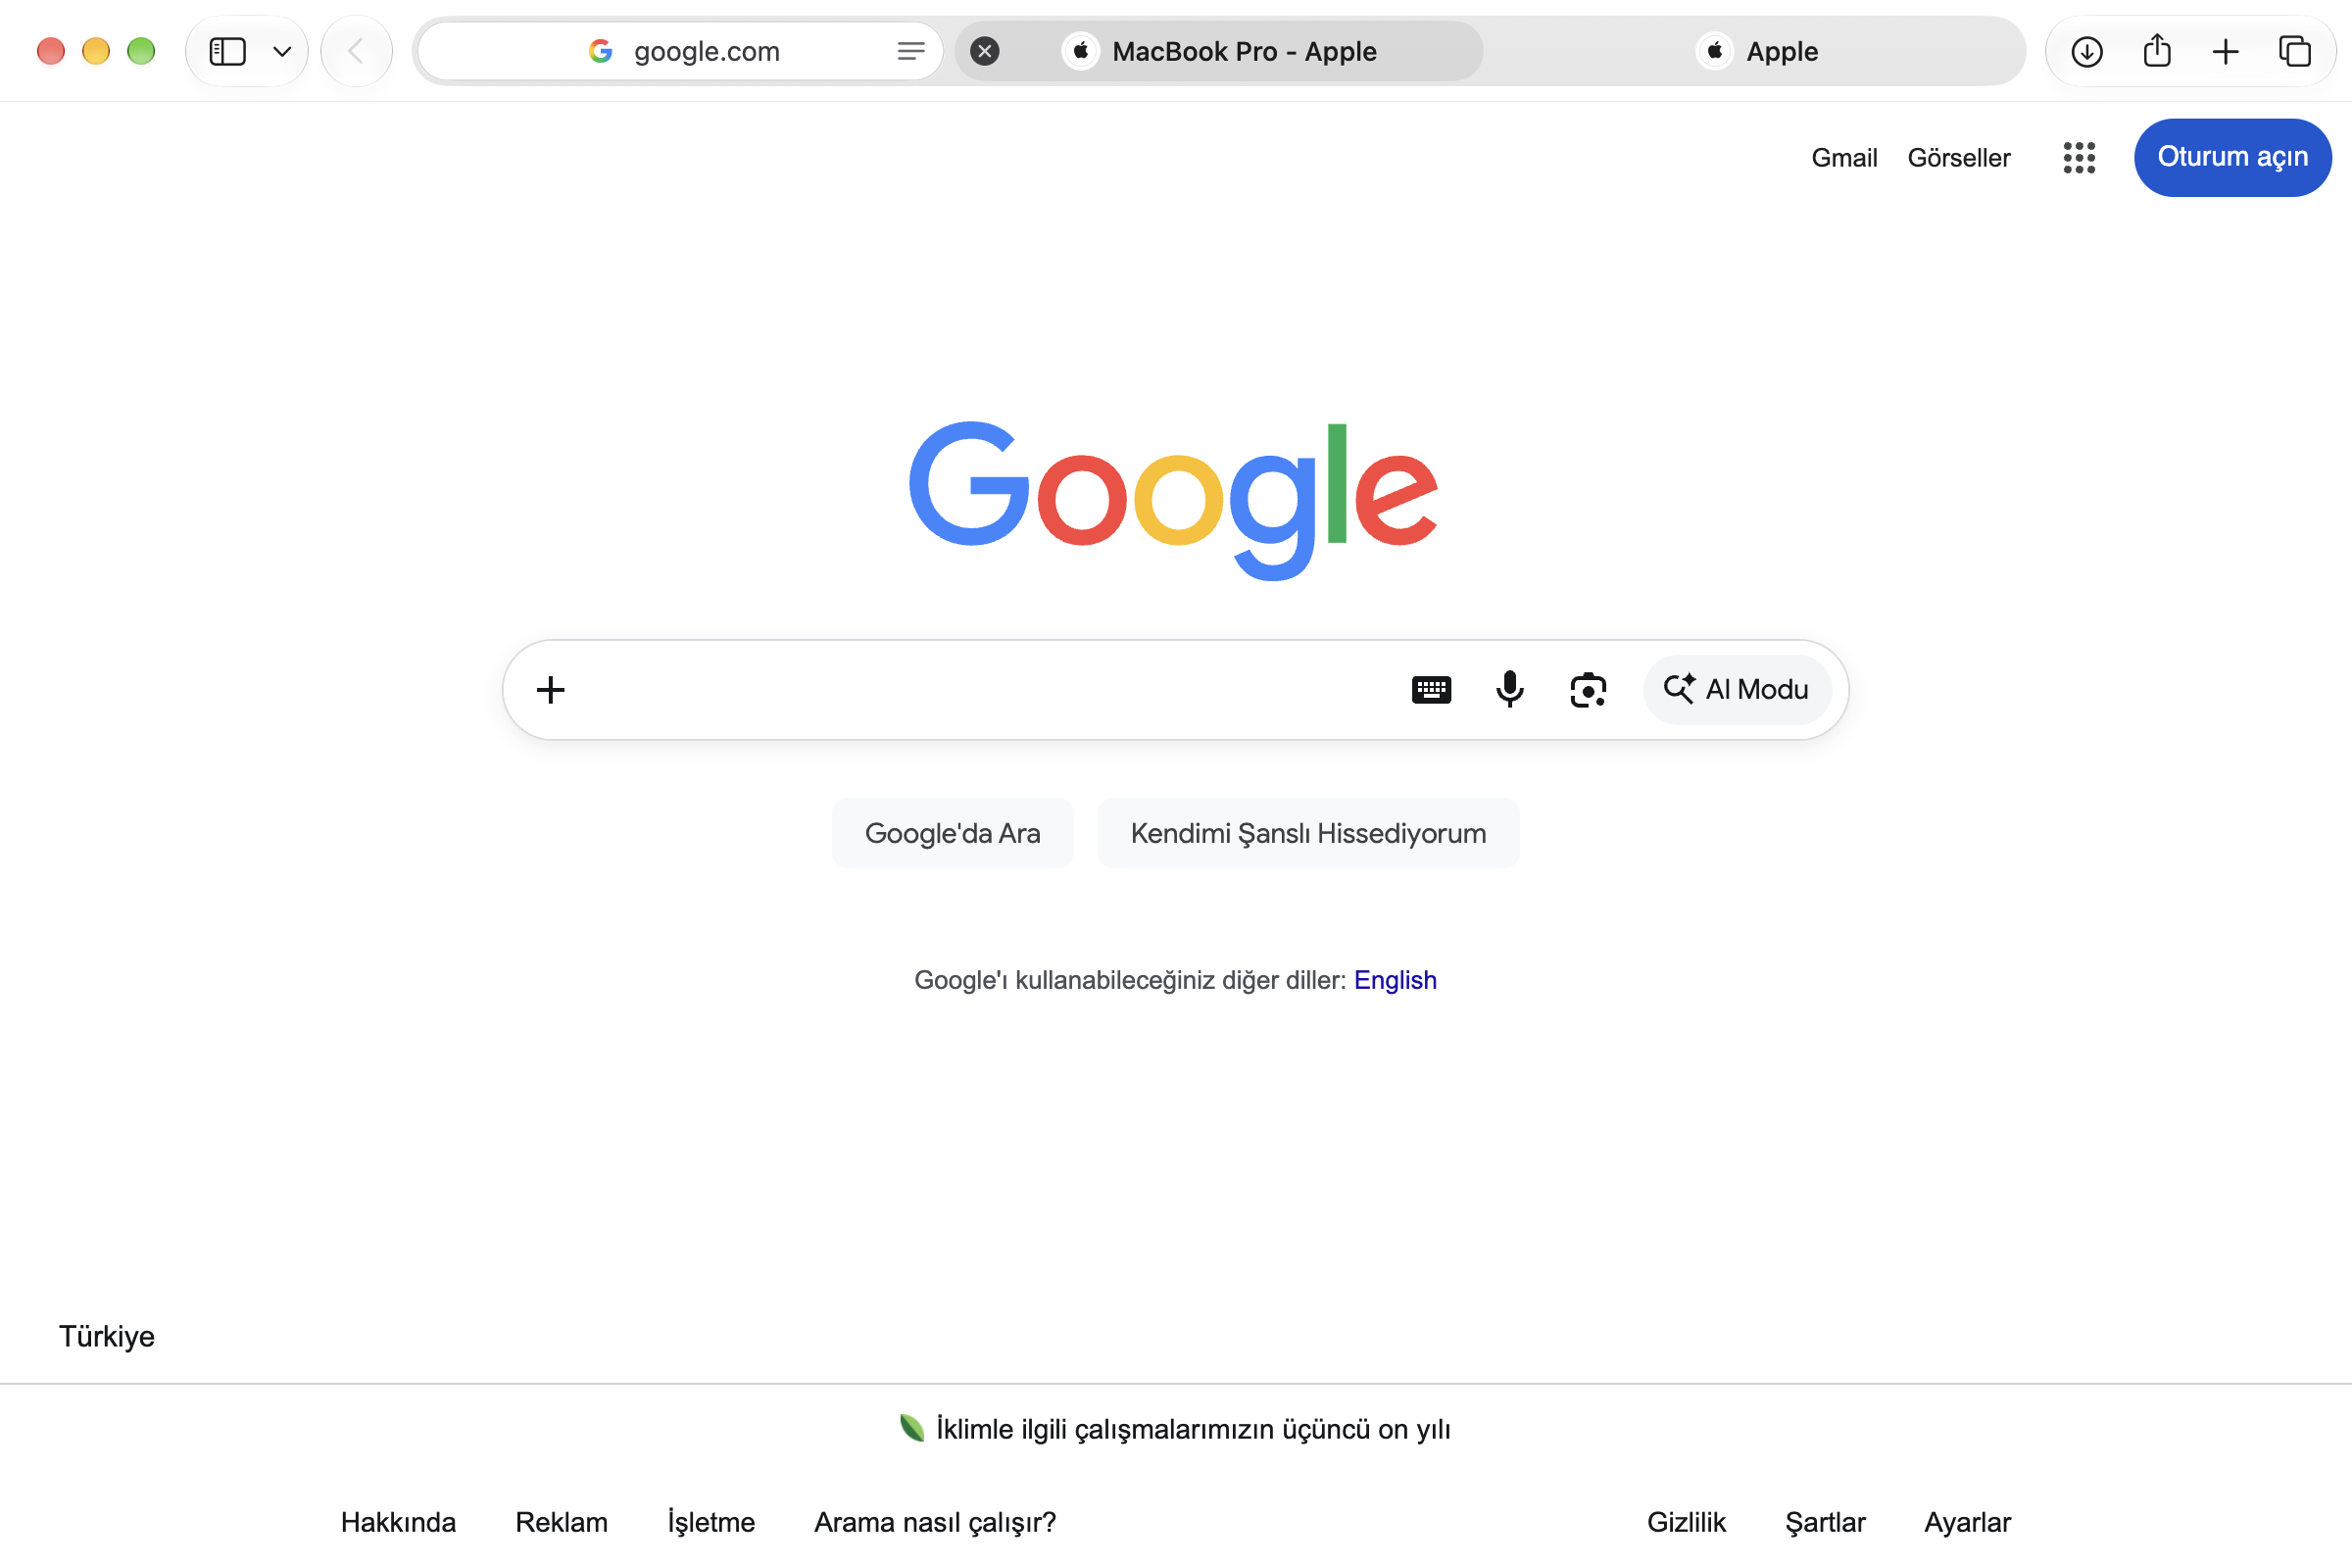 google.com
MacBook Pro - Apple
Apple
Gmail
Görseller
Oturum açın
Google
AI Modu
Google'da Ara
Kendimi Şanslı Hissediyorum
Google'ı kullanabileceğiniz diğer diller: English
Türkiye
İklimle ilgili çalışmalarımızın üçüncü on yılı
Hakkında
Reklam
İşletme
Arama nasıl çalışır?
Gizlilik
Şartlar
Ayarlar